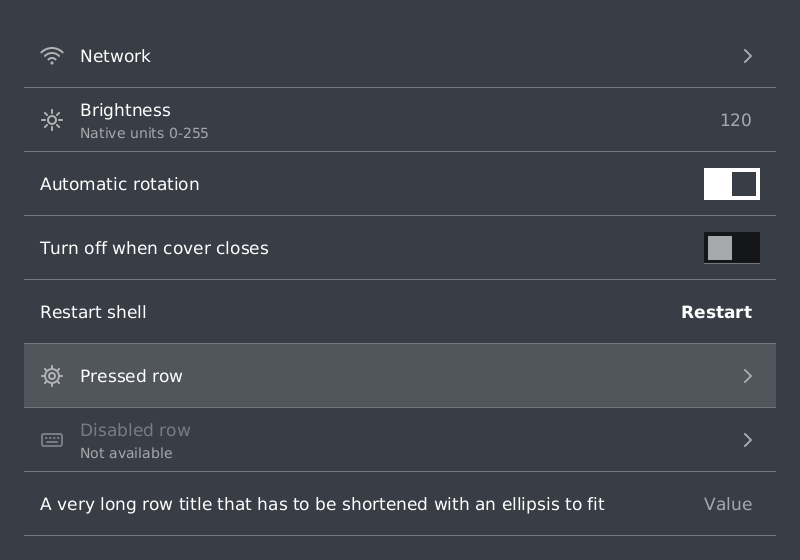 Network
Brightness
Native units 0-255
120
Automatic rotation
Turn off when cover closes
Restart shell
Restart
Pressed row
Disabled row
Not available
A very long row title that has to be shortened with an ellipsis to fit
Value